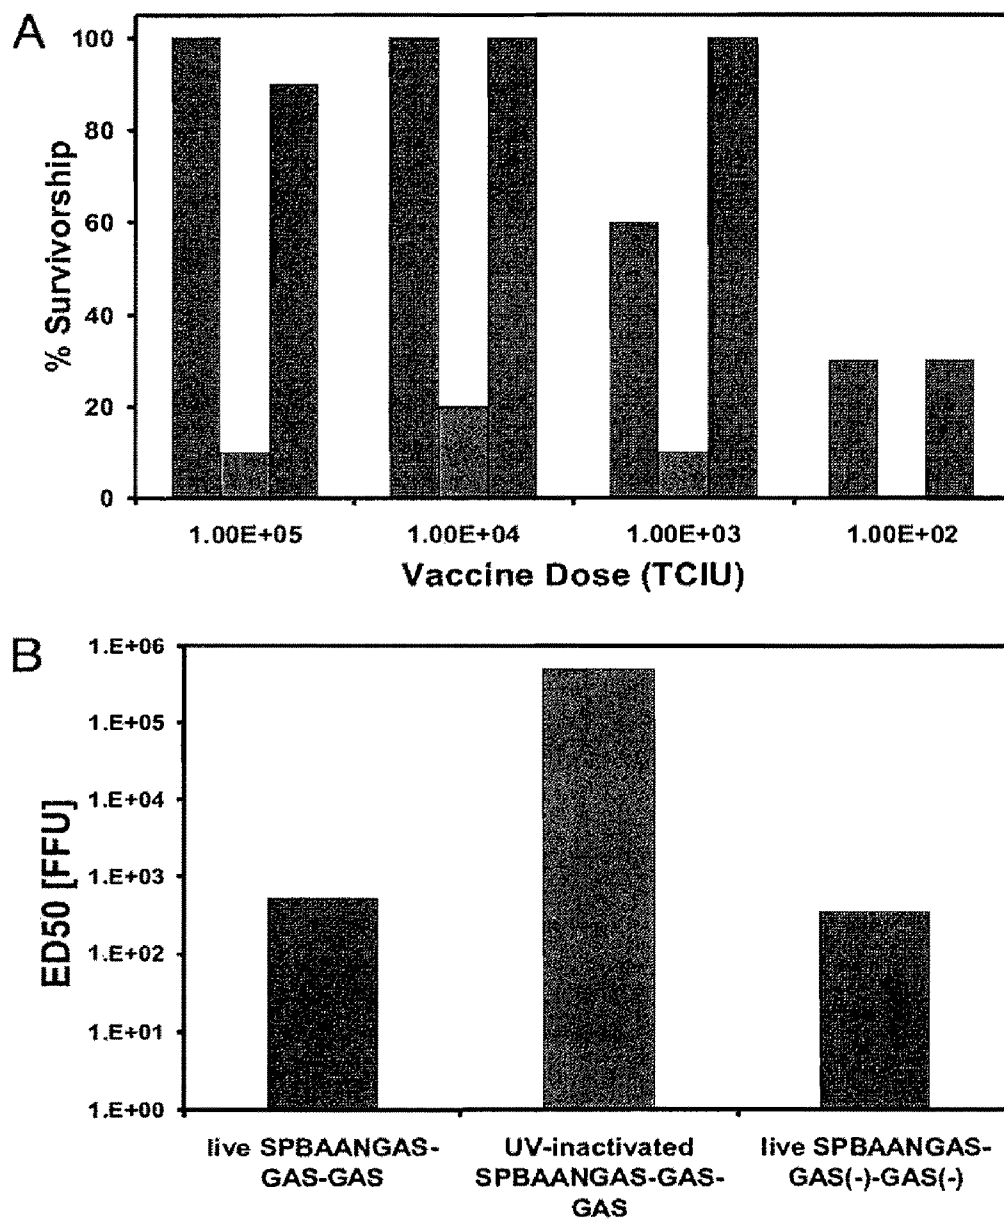 A
100
80
60
40
20
0
% Survivorship
1.00E+05 1.00E+04 1.00E+03 1.00E+02
Vaccine Dose (TCIU)
B
1.E+06
1.E+05
1.E+04
1.E+03
1.E+02
1.E+01
1.E+00
ED50 [FFU]
live SPBAANGAS-
GAS-GAS
UV-inactivated
SPBAANGAS-GAS-
GAS
live SPBAANGAS-
GAS(-)-GAS(-)